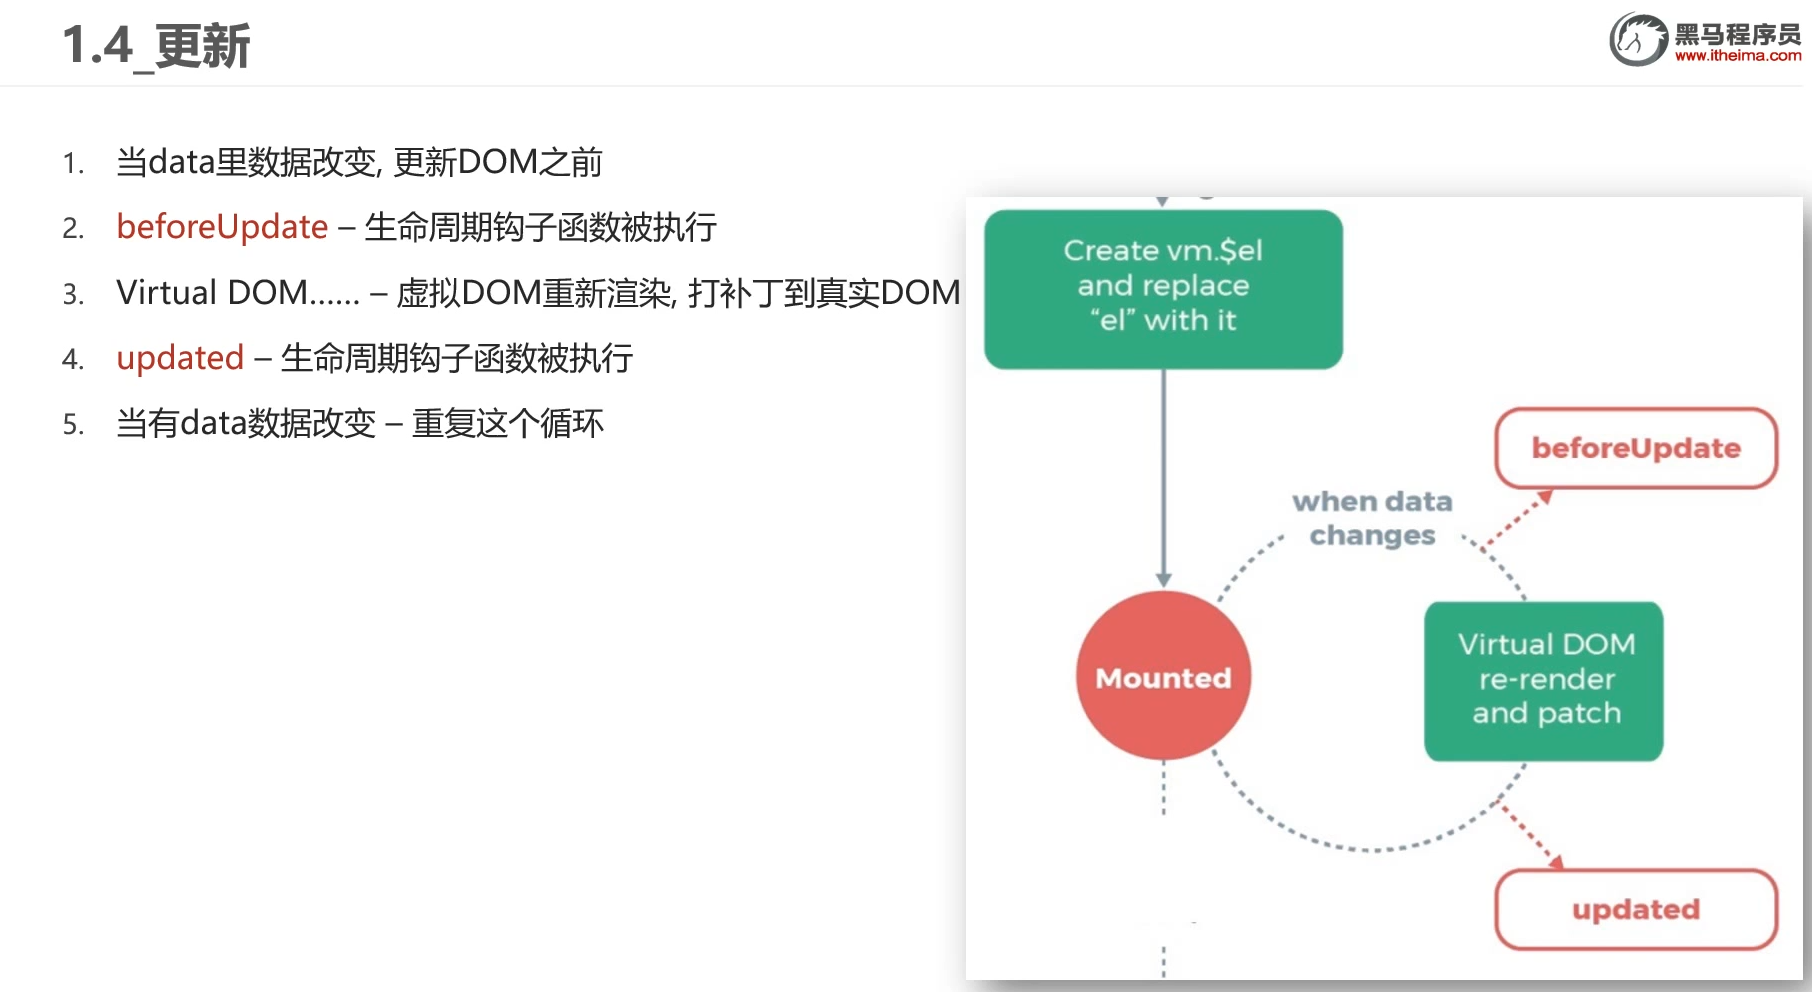 1.4_更新
黑马程序员
www.itheima.com
1. 当data里数据改变, 更新DOM之前
2. beforeUpdate – 生命周期钩子函数被执行
3. Virtual DOM…… – 虚拟DOM重新渲染, 打补丁到真实DOM
4. updated – 生命周期钩子函数被执行
5. 当有data数据改变 – 重复这个循环
Create vm.$el
and replace
“el” with it
beforeUpdate
when data
changes
Virtual DOM
re-render
and patch
Mounted
updated